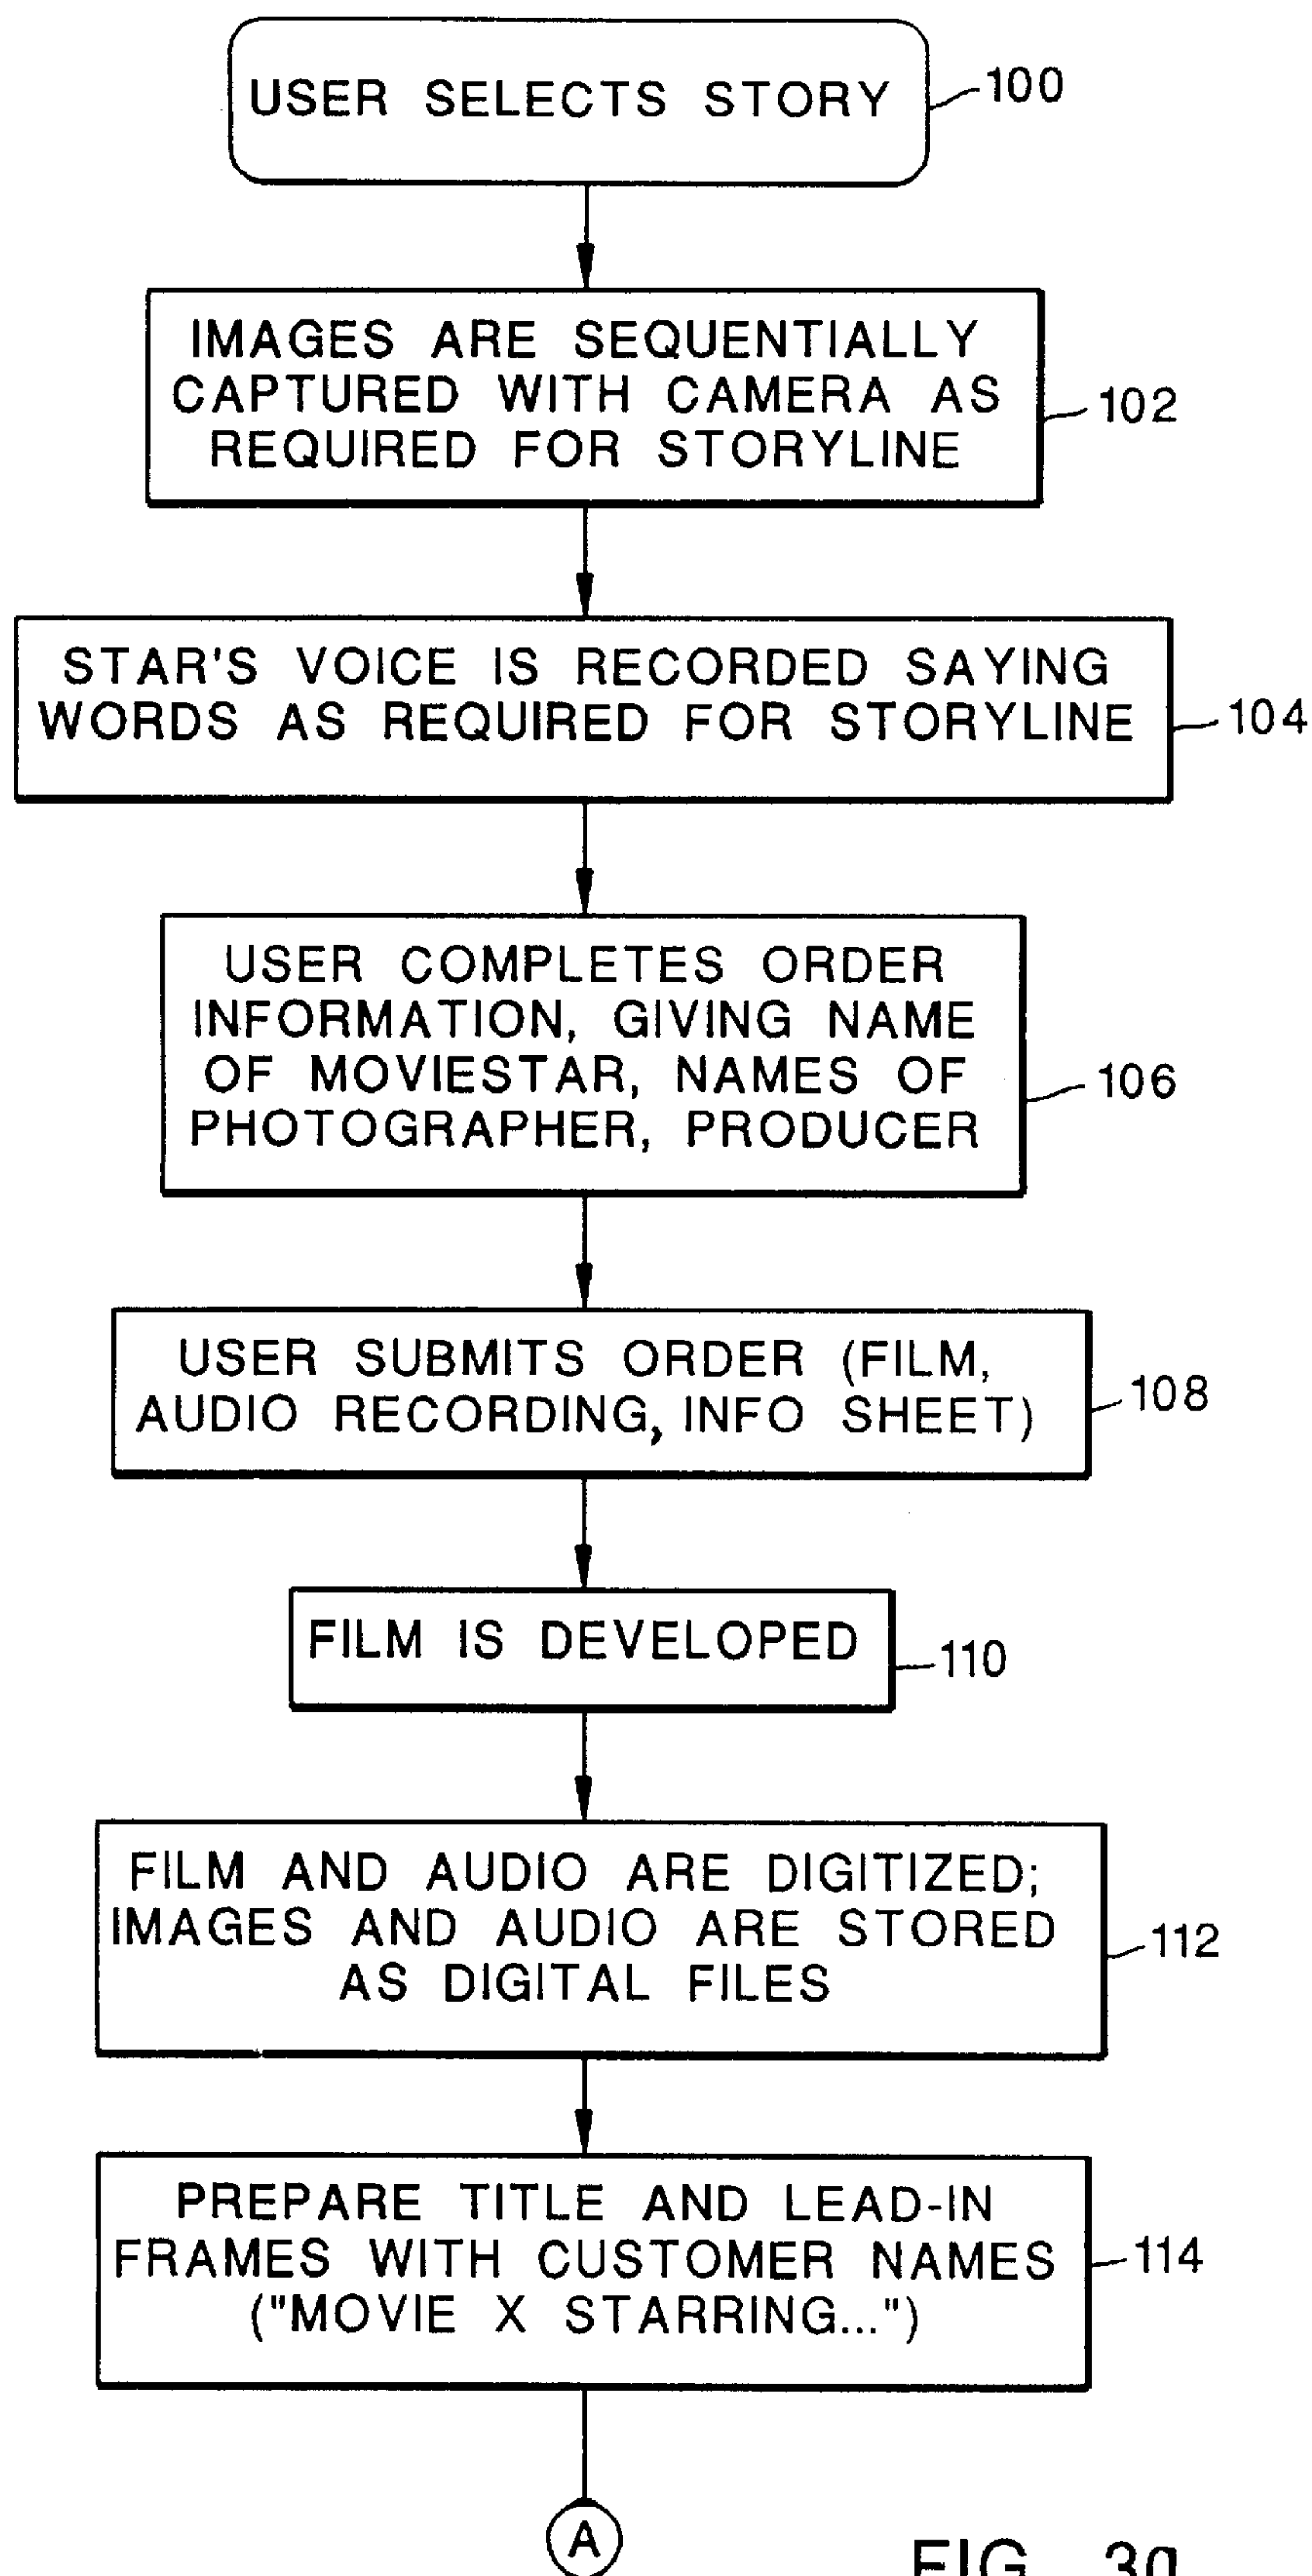 USER SELECTS STORY
100
IMAGES ARE SEQUENTIALLY
CAPTURED WITH CAMERA AS
REQUIRED FOR STORYLINE
102
STAR'S VOICE IS RECORDED SAYING
WORDS AS REQUIRED FOR STORYLINE
104
USER COMPLETES ORDER
INFORMATION, GIVING NAME
OF MOVIESTAR, NAMES OF
PHOTOGRAPHER, PRODUCER
106
USER SUBMITS ORDER (FILM,
AUDIO RECORDING, INFO SHEET)
108
FILM IS DEVELOPED
110
FILM AND AUDIO ARE DIGITIZED;
IMAGES AND AUDIO ARE STORED
AS DIGITAL FILES
112
PREPARE TITLE AND LEAD-IN
FRAMES WITH CUSTOMER NAMES
("MOVIE X STARRING...")
114
A
FIG. 3a